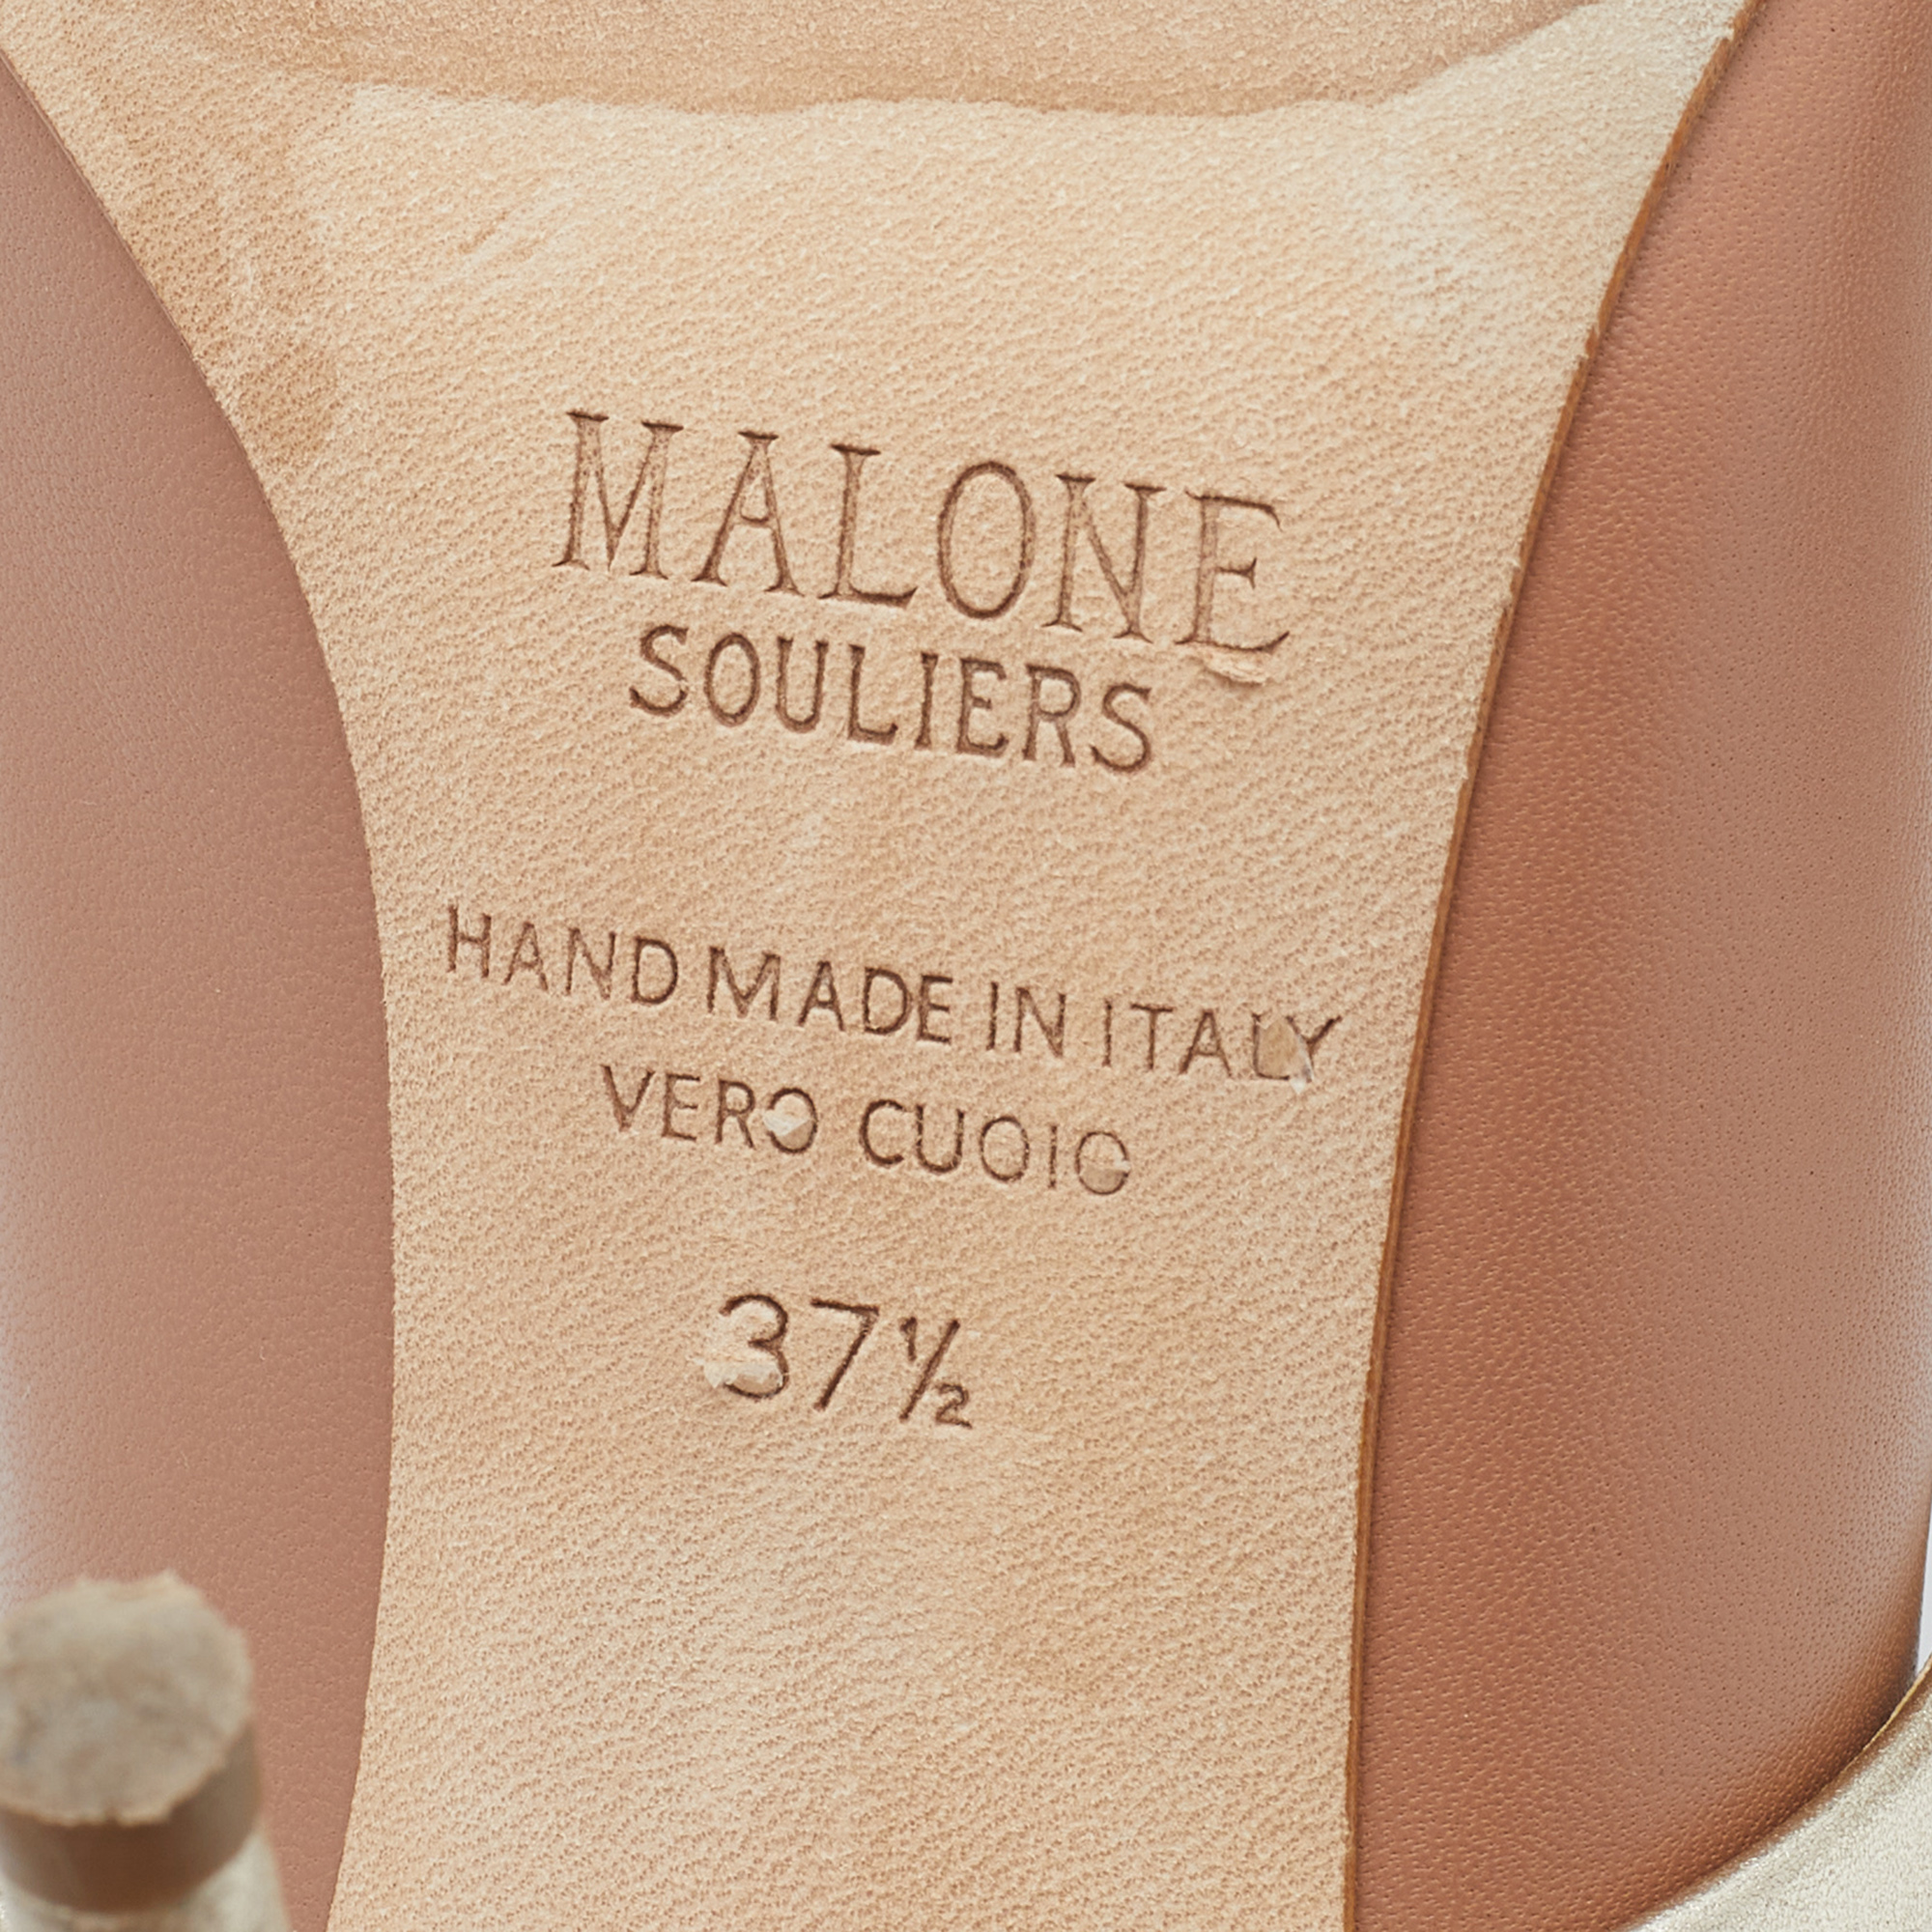 MALONE
SOULIERS
HAND MADE IN ITALY
VERO CUOIO
37½